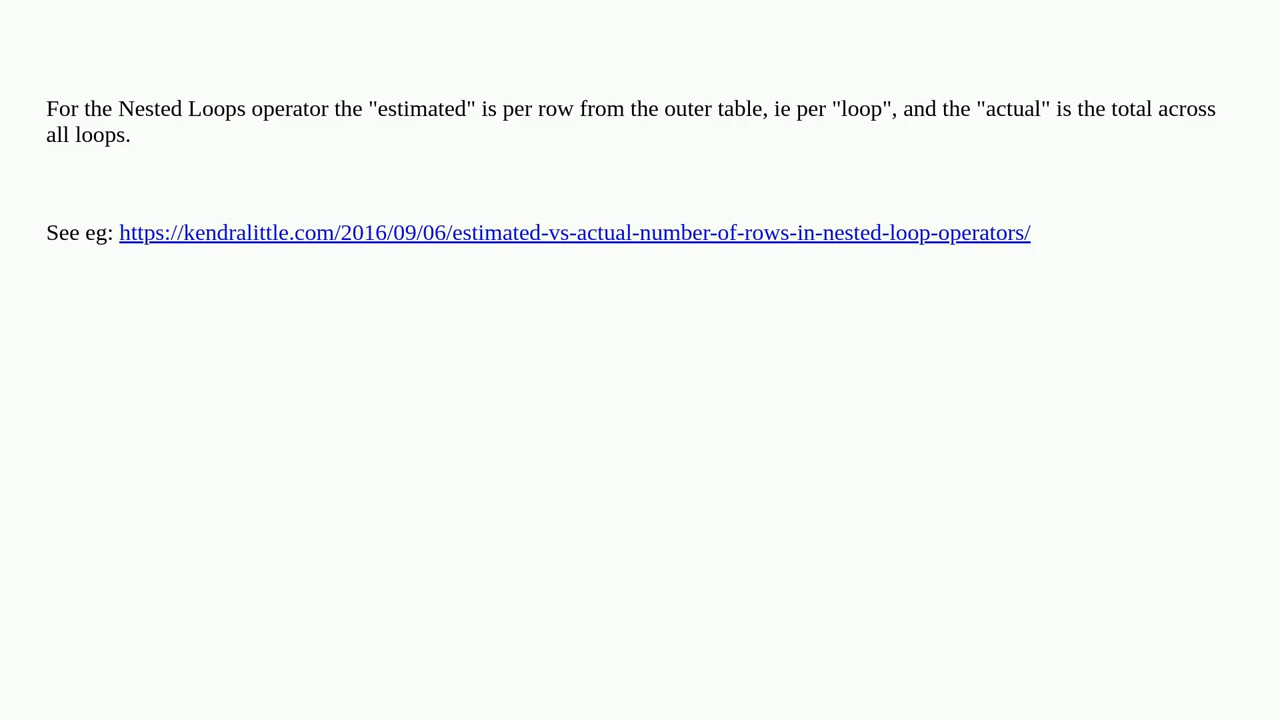 For the Nested Loops operator the "estimated" is per row from the outer table, ie per "loop", and the "actual" is the total across
all loops.
See eg: https://kendralittle.com/2016/09/06/estimated-vs-actual-number-of-rows-in-nested-loop-operators/